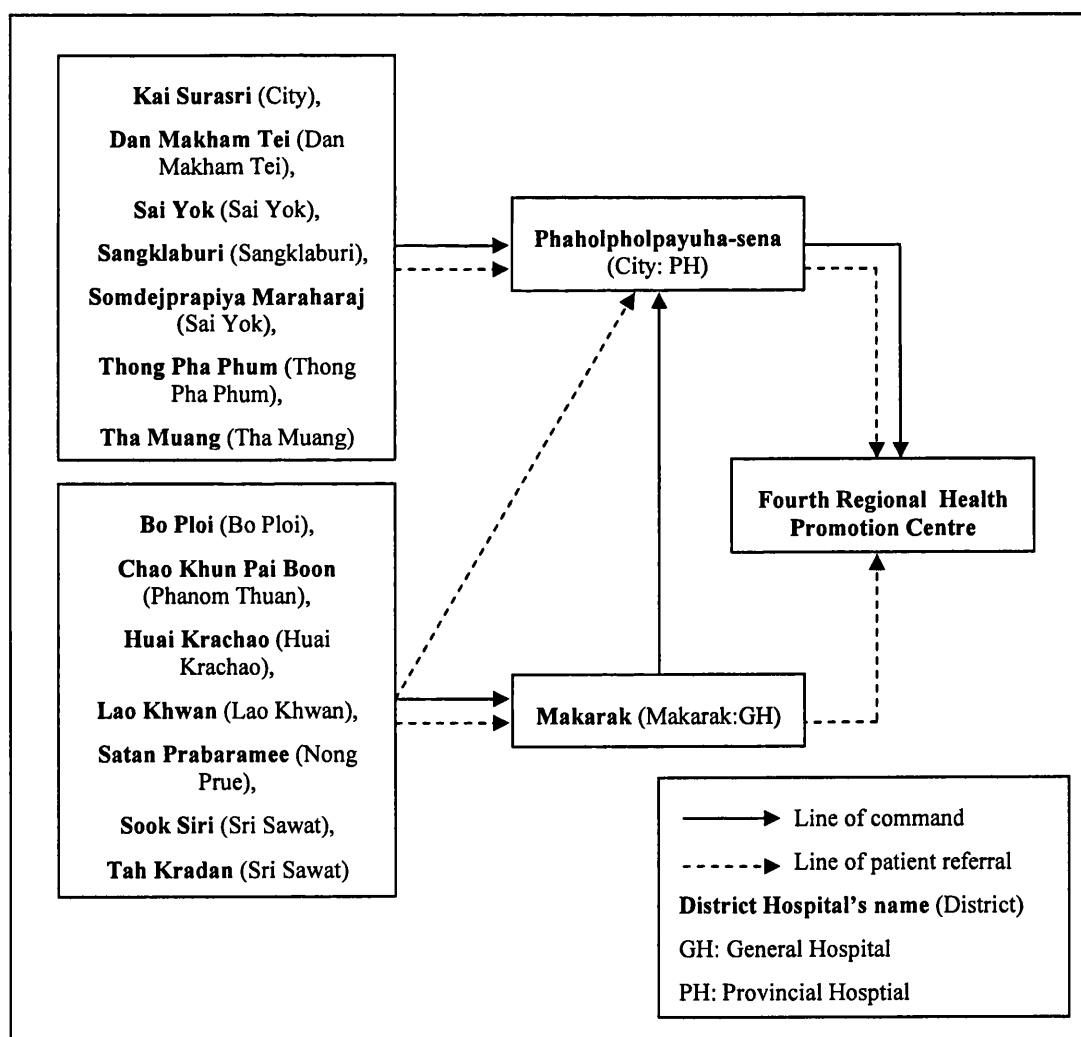 Kai Surasri (City),
Dan Makham Tei (Dan
Makham Tei),
Sai Yok (Sai Yok),
Sangklaburi (Sangklaburi),
Somdejprapiya Maraharaj
(Sai Yok),
Thong Pha Phum (Thong
Pha Phum),
Tha Muang (Tha Muang)
Phaholpholpayuha-sena
(City: PH)
Fourth Regional Health
Promotion Centre
Bo Ploi (Bo Ploi),
Chao Khun Pai Boon
(Phanom Thuan),
Huai Krachao (Huai
Krachao),
Lao Khwan (Lao Khwan),
Satan Prabaramee (Nong
Prue),
Sook Siri (Sri Sawat),
Tah Kradan (Sri Sawat)
Makarak (Makarak:GH)
Line of command
Line of patient referral
District Hospital's name (District)
GH: General Hospital
PH: Provincial Hosptial